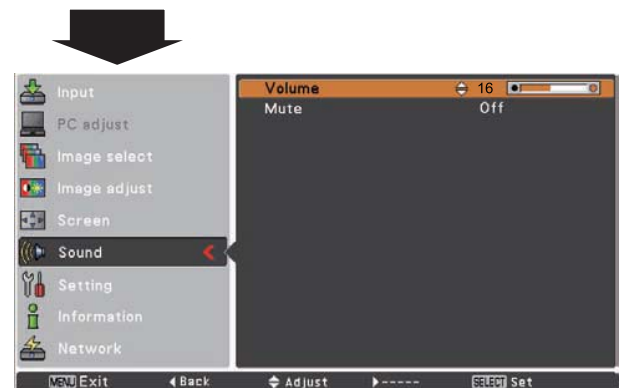 Input
PC adjust
Image select
Image adjust
Screen
Sound
Setting
Information
Network
Volume 16
Mute Off
MENU Exit Back Adjust ----- SELECT Set